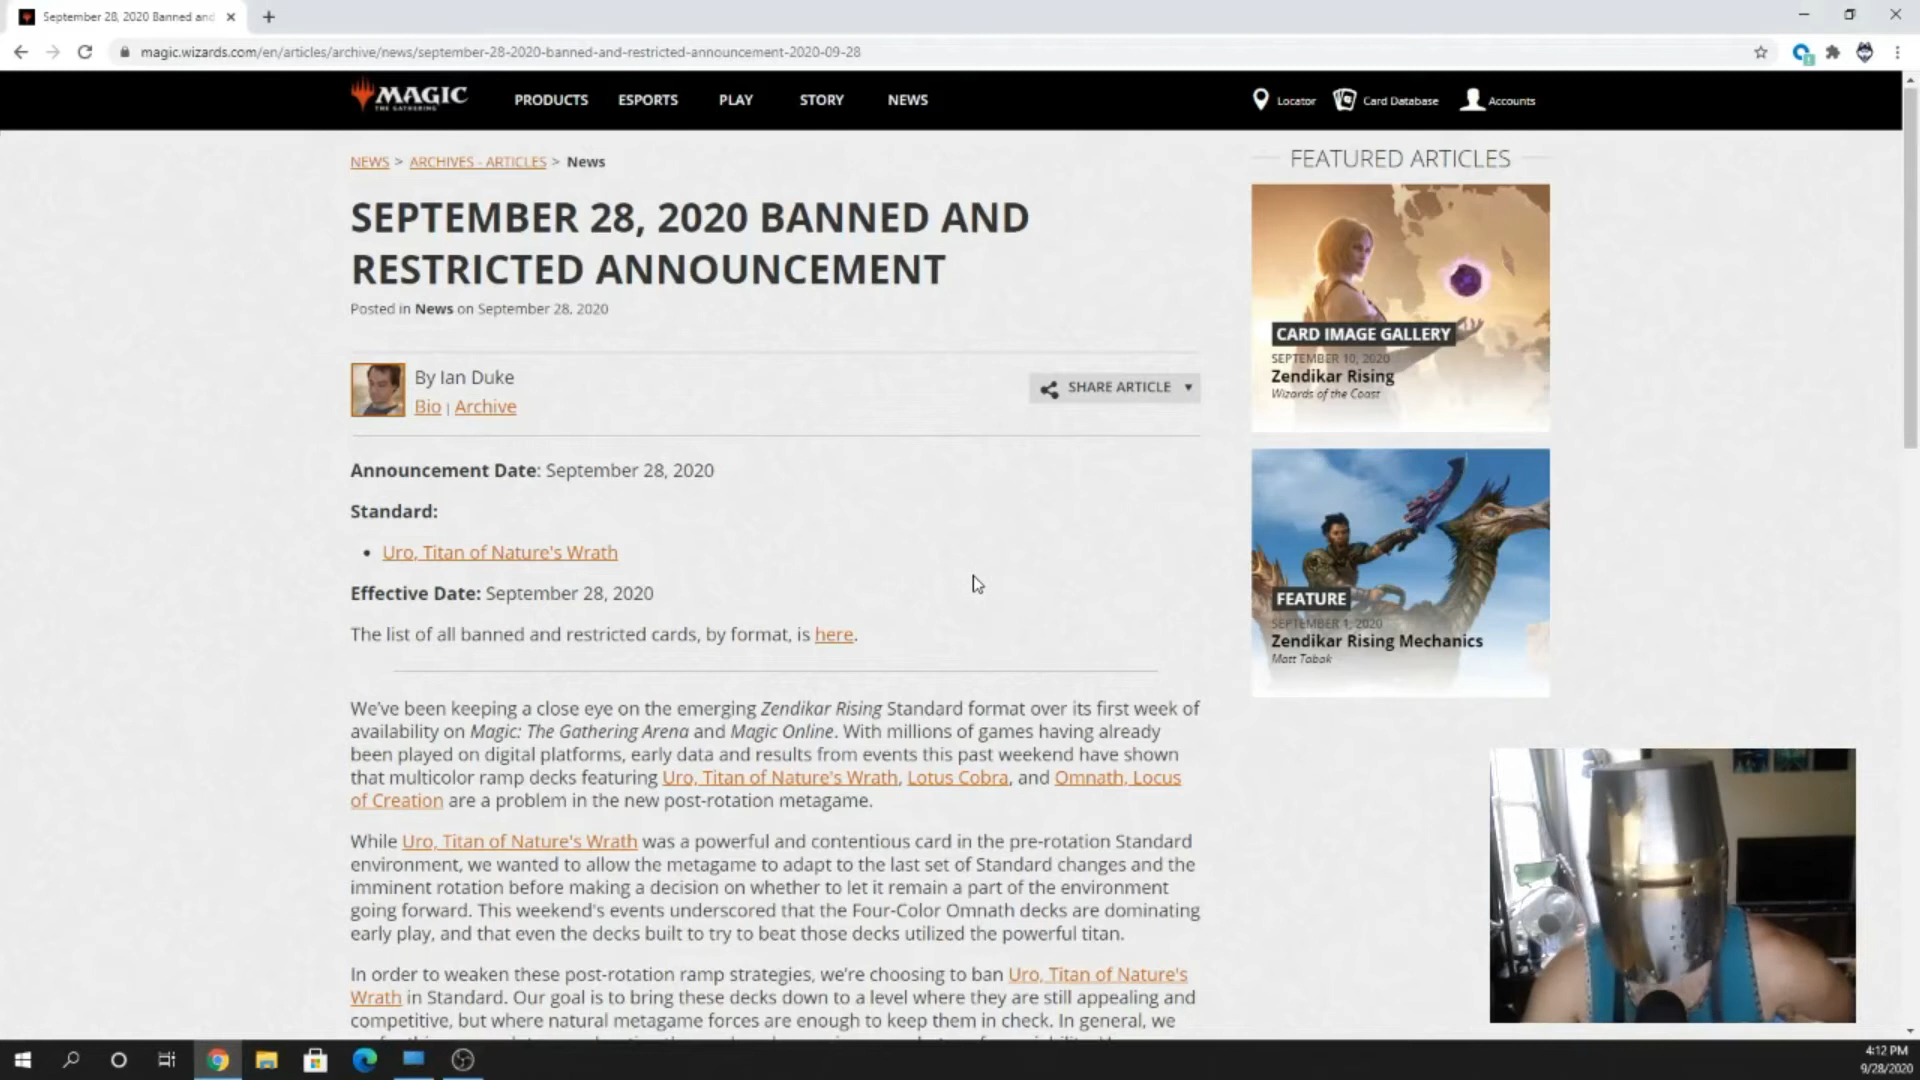 September 28, 2020 Banned and
magic.wizards.com/en/articles/archive/news/september-28-2020-banned-and-restricted-announcement-2020-09-28
MAGIC
THE GATHERING
PRODUCTS
ESPORTS
PLAY
STORY
NEWS
Locator
Card Database
Accounts
NEWS > ARCHIVES - ARTICLES > News
SEPTEMBER 28, 2020 BANNED AND
RESTRICTED ANNOUNCEMENT
Posted in News on September 28, 2020
By Ian Duke
Bio | Archive
SHARE ARTICLE
Announcement Date: September 28, 2020
Standard:
• Uro, Titan of Nature's Wrath
Effective Date: September 28, 2020
The list of all banned and restricted cards, by format, is here.
We've been keeping a close eye on the emerging Zendikar Rising Standard format over its first week of
availability on Magic: The Gathering Arena and Magic Online. With millions of games having already
been played on digital platforms, early data and results from events this past weekend have shown
that multicolor ramp decks featuring Uro, Titan of Nature's Wrath, Lotus Cobra, and Omnath, Locus
of Creation are a problem in the new post-rotation metagame.
While Uro, Titan of Nature's Wrath was a powerful and contentious card in the pre-rotation Standard
environment, we wanted to allow the metagame to adapt to the last set of Standard changes and the
imminent rotation before making a decision on whether to let it remain a part of the environment
going forward. This weekend's events underscored that the Four-Color Omnath decks are dominating
early play, and that even the decks built to try to beat those decks utilized the powerful titan.
In order to weaken these post-rotation ramp strategies, we're choosing to ban Uro, Titan of Nature's
Wrath in Standard. Our goal is to bring these decks down to a level where they are still appealing and
competitive, but where natural metagame forces are enough to keep them in check. In general, we
FEATURED ARTICLES
CARD IMAGE GALLERY
SEPTEMBER 10, 2020
Zendikar Rising
Wizards of the Coast
FEATURE
SEPTEMBER 1, 2020
Zendikar Rising Mechanics
Matt Tabak
4:12 PM
9/28/2020